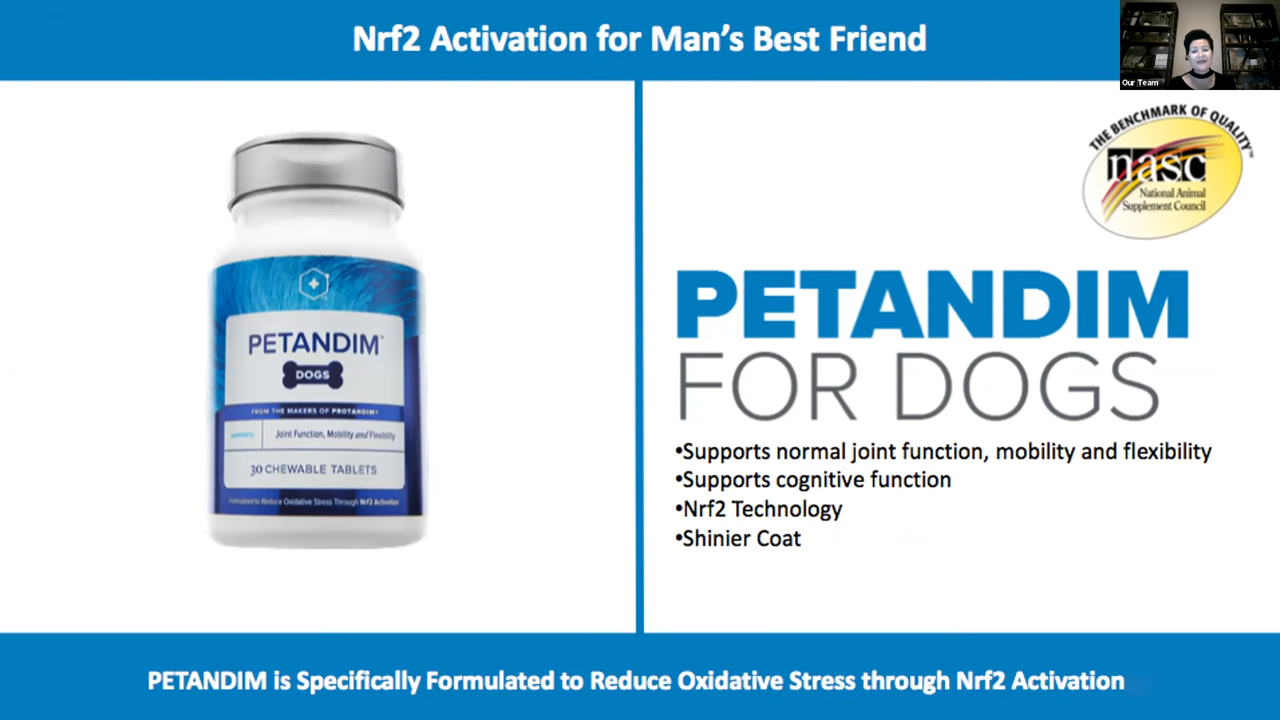 Nrf2 Activation for Man's Best Friend
Our Team
THE BENCHMARK OF QUALITY™
nasc
National Animal
Supplement Council
PETANDIM™
DOGS
FROM THE MAKERS OF PROTANDIM®
Joint Function, Mobility and Flexibility
30 CHEWABLE TABLETS
Formulated to Reduce Oxidative Stress Through Nrf2 Activation
PETANDIM
FOR DOGS
•Supports normal joint function, mobility and flexibility
•Supports cognitive function
•Nrf2 Technology
•Shinier Coat
PETANDIM is Specifically Formulated to Reduce Oxidative Stress through Nrf2 Activation